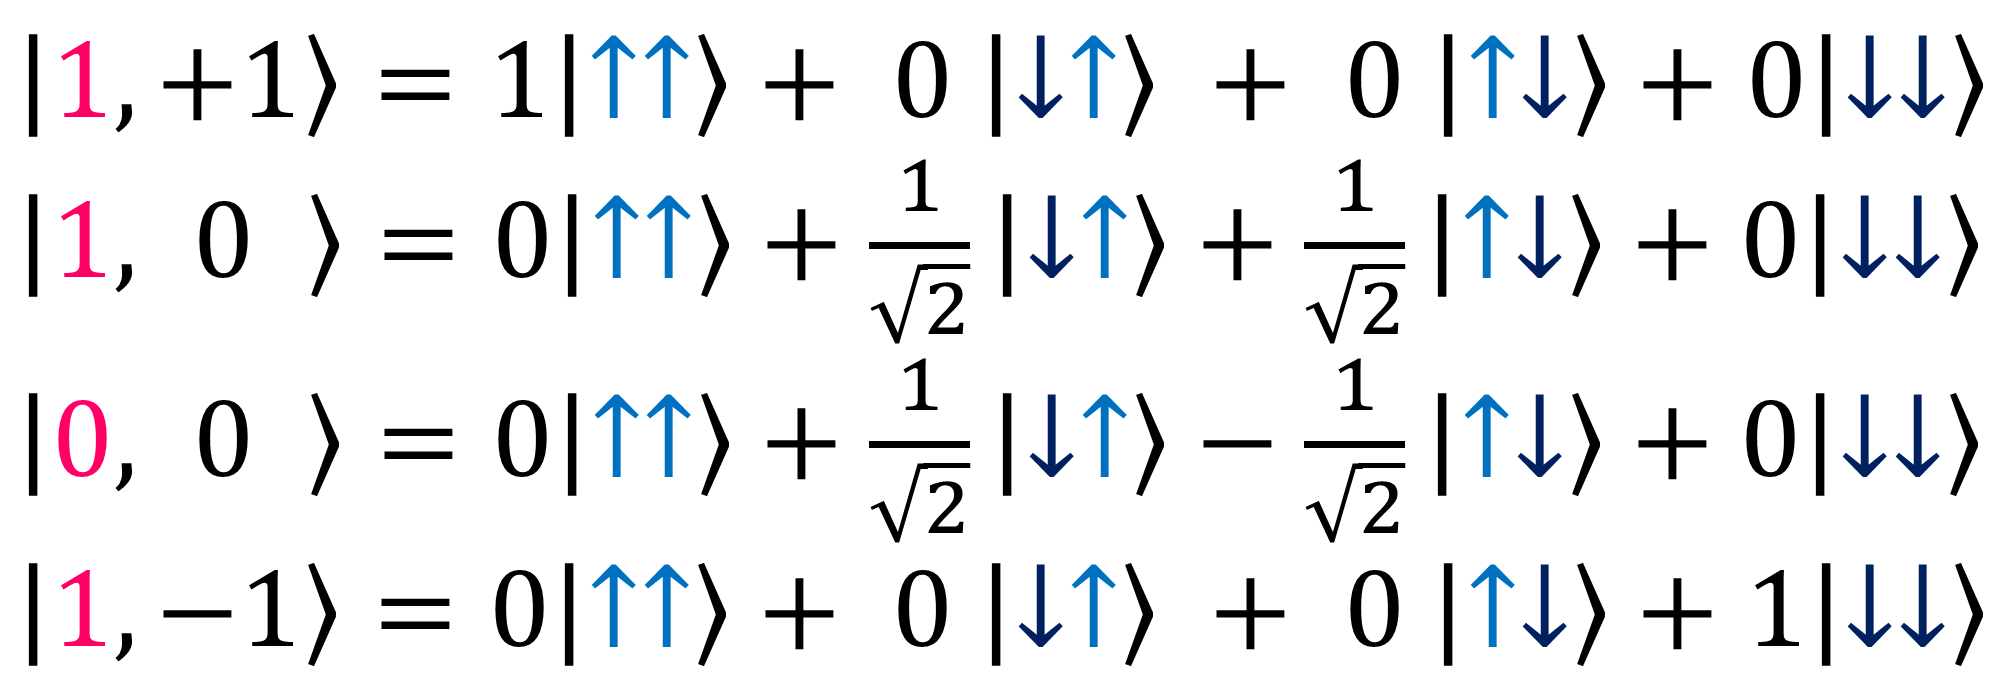 |1, +1⟩ = 1|↑↑⟩ + 0 |↓↑⟩ + 0 |↑↓⟩ + 0|↓↓⟩
|1, 0 ⟩ = 0|↑↑⟩ + 1/√2 |↓↑⟩ + 1/√2 |↑↓⟩ + 0|↓↓⟩
|0, 0 ⟩ = 0|↑↑⟩ + 1/√2 |↓↑⟩ − 1/√2 |↑↓⟩ + 0|↓↓⟩
|1, −1⟩ = 0|↑↑⟩ + 0 |↓↑⟩ + 0 |↑↓⟩ + 1|↓↓⟩